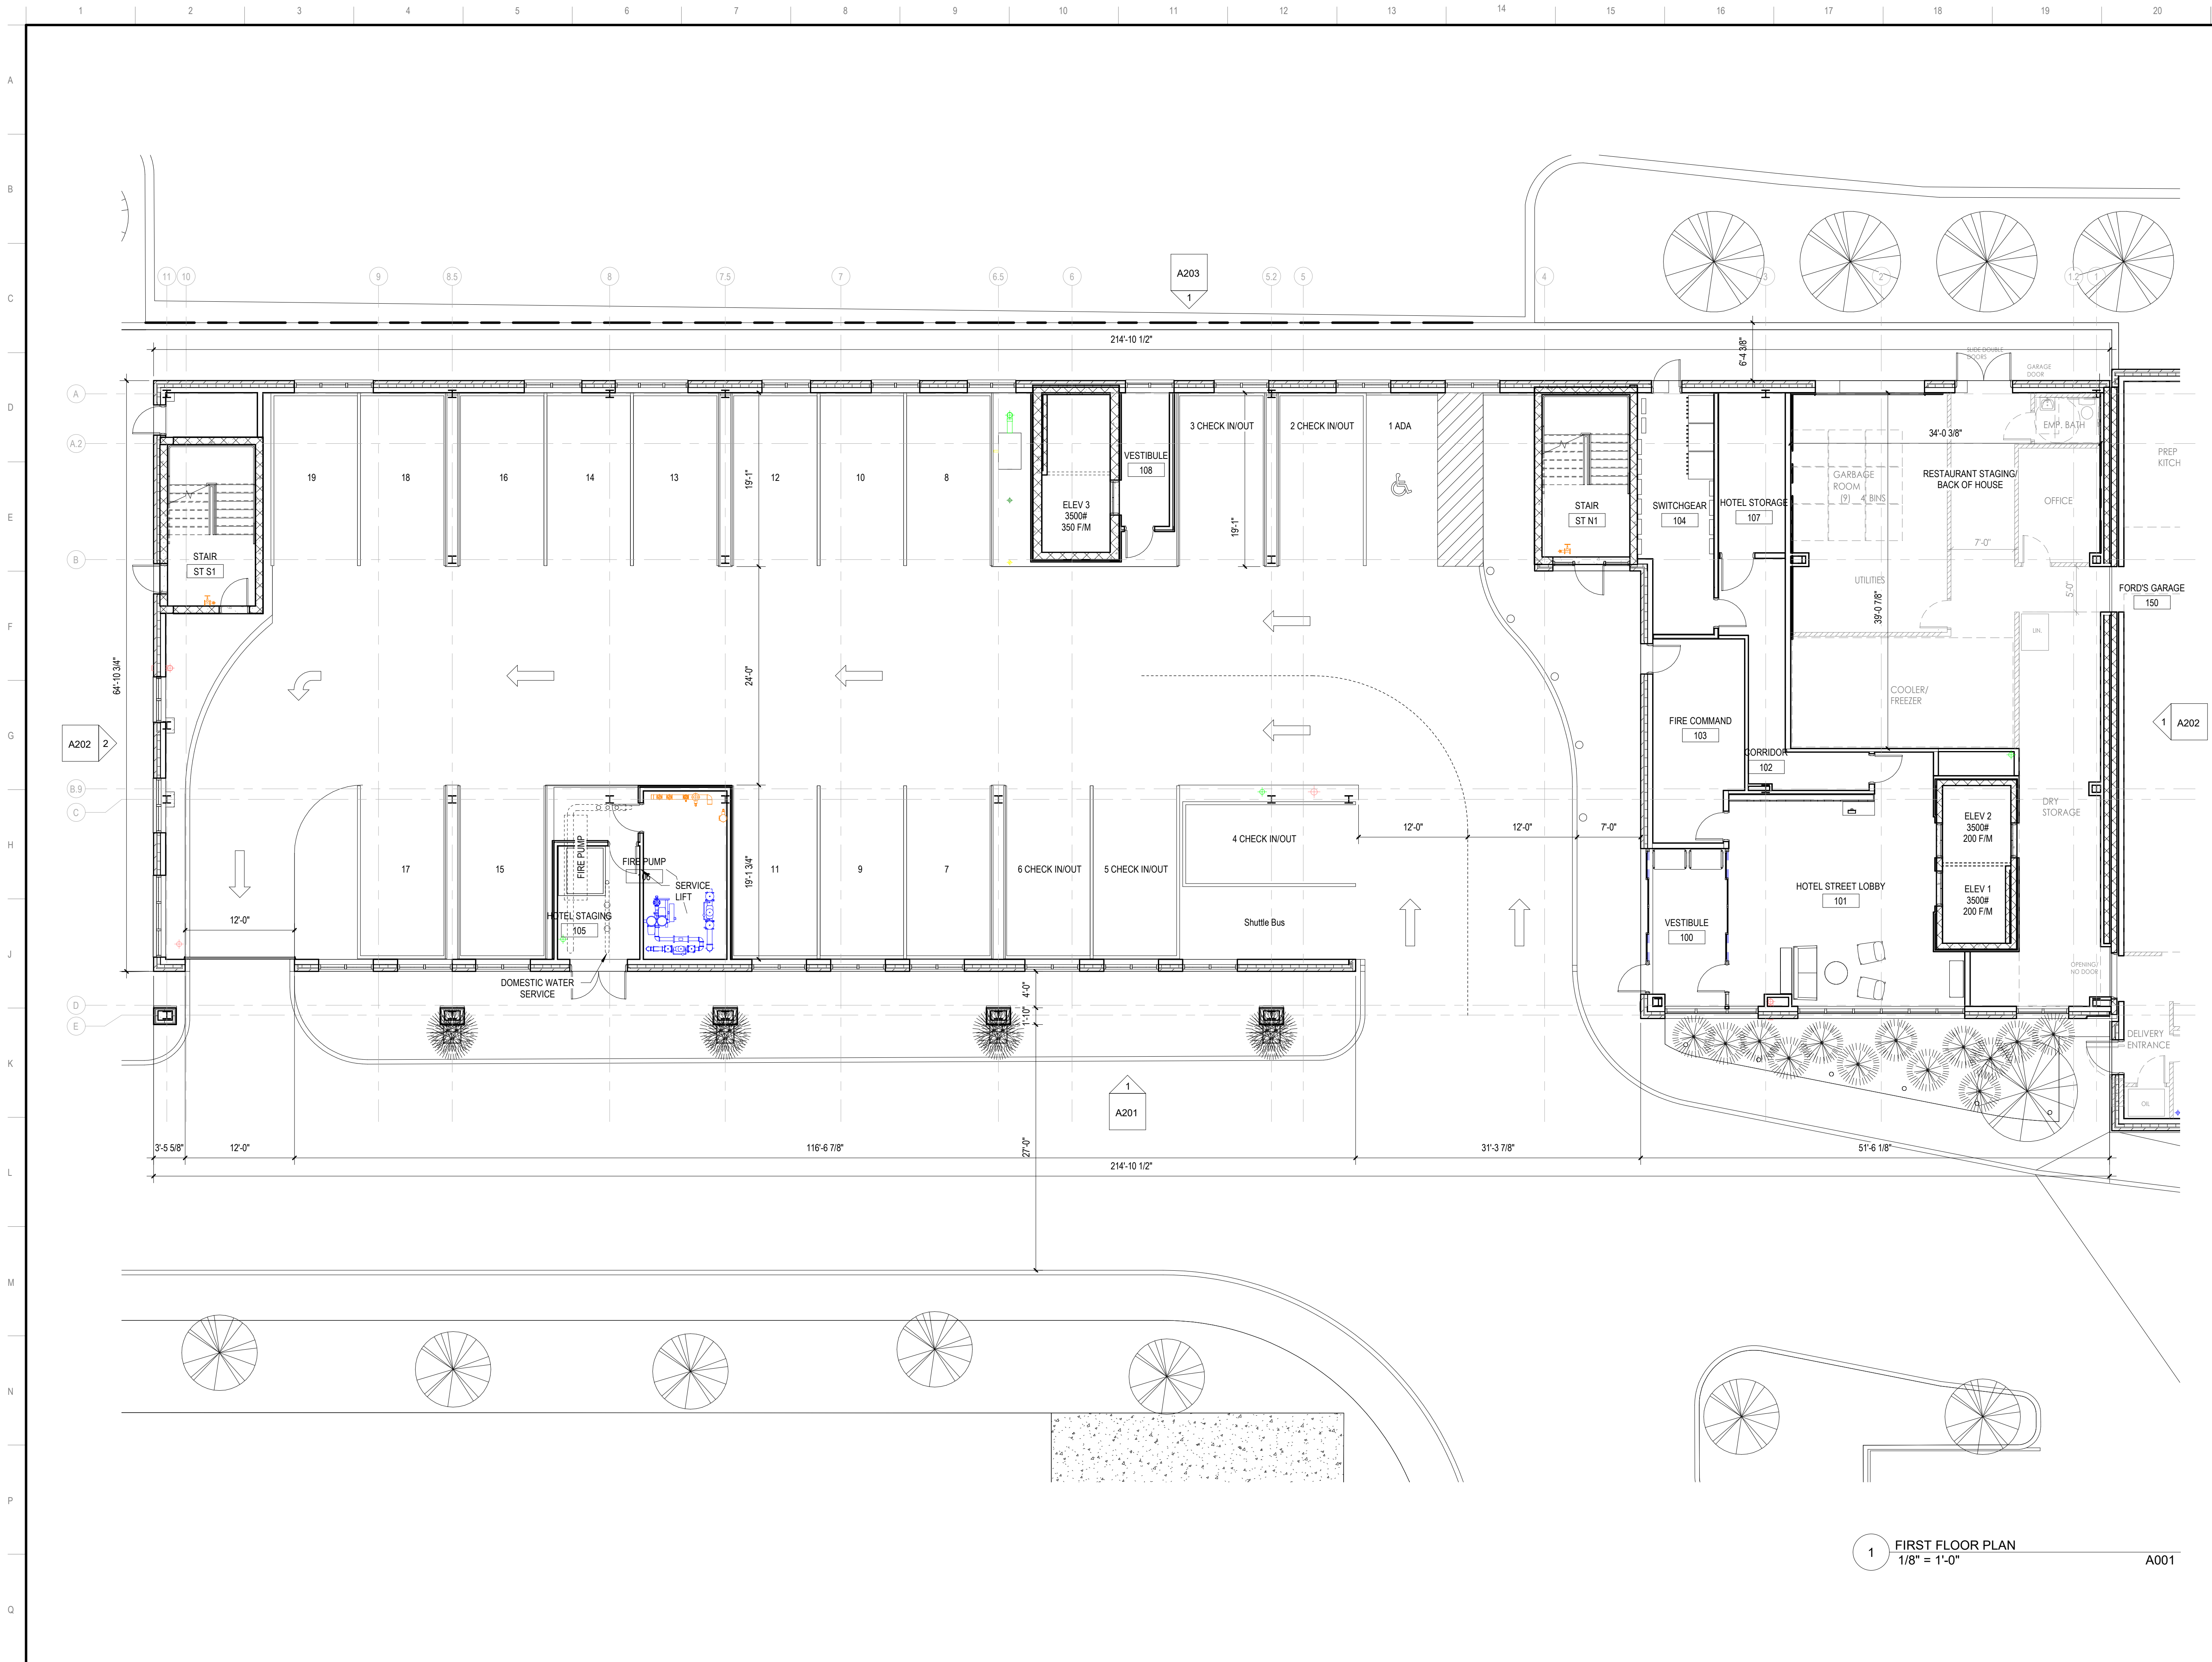 1 2 3 4 5 6 7 8 9 10 11 12 13 14 15 16 17 18 19 20
A
B
C
D
E
F
G
H
J
K
L
M
N
P
Q
11 10 9 8.5 8 7.5 7 6.5 6 5.2 5 4 3 2 1.2 1
A203
1
214'-10 1/2"
6'-4 3/8"
SLIDE DOUBLE
DOORS
GARAGE
DOOR
A
A.2
B
B.9
C
D
E
64'-10 3/4"
A202 2
1 A202
STAIR
ST S1
19
18
16
14
13
19'-1"
12
10
8
ELEV 3
3500#
350 F/M
VESTIBULE
108
3 CHECK IN/OUT
2 CHECK IN/OUT
1 ADA
19'-1"
STAIR
ST N1
SWITCHGEAR
104
HOTEL STORAGE
107
GARBAGE
ROOM
(9) 4' BINS
34'-0 3/8"
RESTAURANT STAGING/
BACK OF HOUSE
EMP. BATH
OFFICE
PREP
KITCH
7'-0"
5'-0"
UTILITIES
39'-0 7/8"
LIN.
FORD'S GARAGE
150
24'-0"
FIRE COMMAND
103
CORRIDOR
102
COOLER/
FREEZER
DRY
STORAGE
17
15
FIRE PUMP
FIRE PUMP
106
SERVICE
LIFT
HOTEL STAGING
105
19'-1 3/4"
11
9
7
6 CHECK IN/OUT
5 CHECK IN/OUT
4 CHECK IN/OUT
Shuttle Bus
12'-0"
12'-0"
7'-0"
12'-0"
VESTIBULE
100
HOTEL STREET LOBBY
101
ELEV 2
3500#
200 F/M
ELEV 1
3500#
200 F/M
OPENING/
NO DOOR
DOMESTIC WATER
SERVICE
4'-0"
1'-10"
DELIVERY
ENTRANCE
OIL
1
A201
27'-0"
3'-5 5/8"
12'-0"
116'-6 7/8"
31'-3 7/8"
51'-6 1/8"
214'-10 1/2"
1 FIRST FLOOR PLAN
1/8" = 1'-0" A001